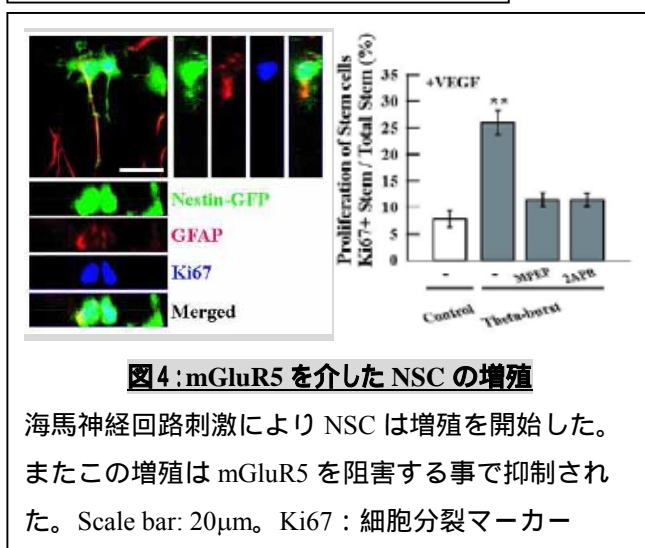 Nestin-GFP
GFAP
Ki67
Merged
Proliferation of Stem cells
Ki67+ Stem / Total Stem (%)
35
30
25
20
15
10
5
0
+VEGF
**
- - MPEP 2APB
Control Theta-burst
図4:mGluR5 を介した NSC の増殖
海馬神経回路刺激により NSC は増殖を開始した。
またこの増殖は mGluR5 を阻害する事で抑制され
た。Scale bar: 20μm。Ki67:細胞分裂マーカー